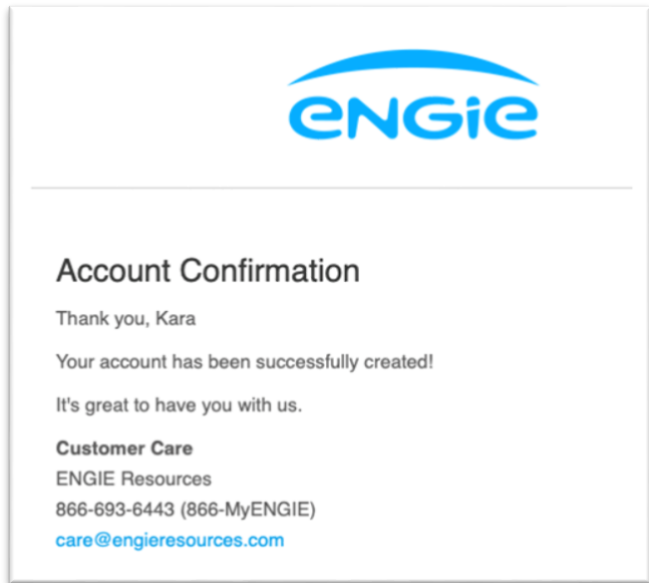 ENGIE
Account Confirmation
Thank you, Kara
Your account has been successfully created!
It's great to have you with us.
Customer Care
ENGIE Resources
866-693-6443 (866-MyENGIE)
care@engieresources.com